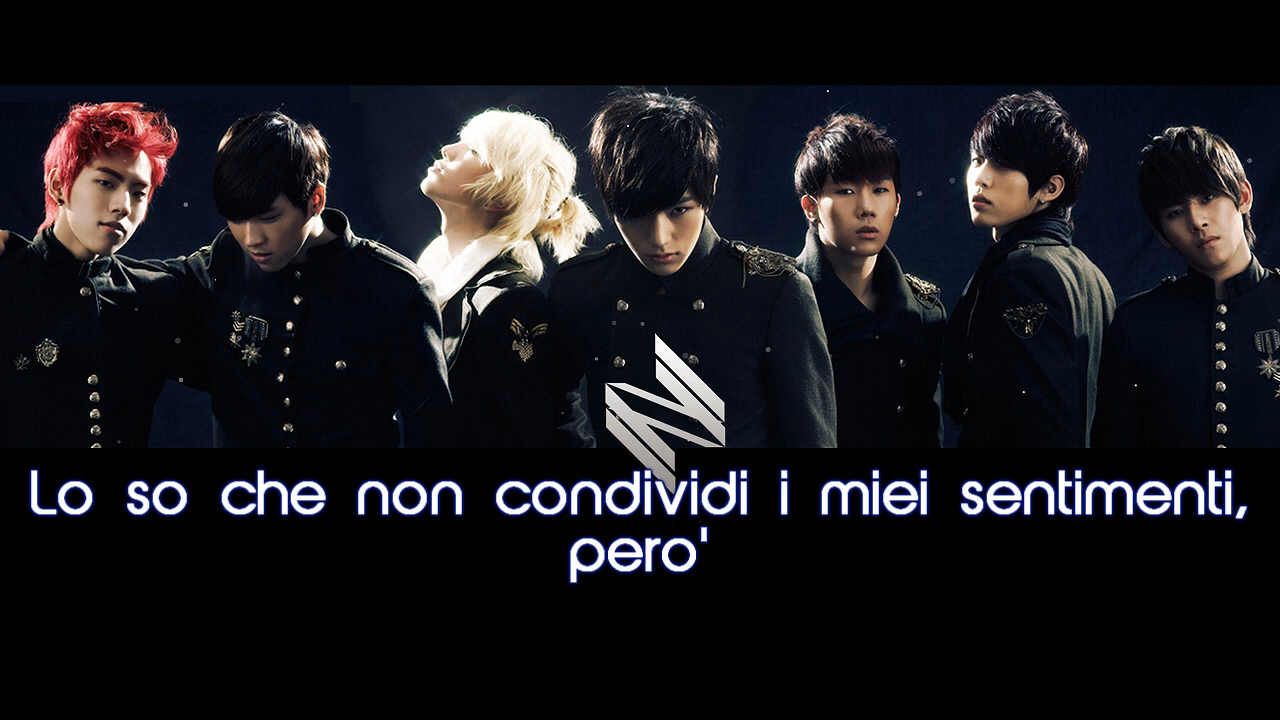 Lo so che non condividi i miei sentimenti,
pero'